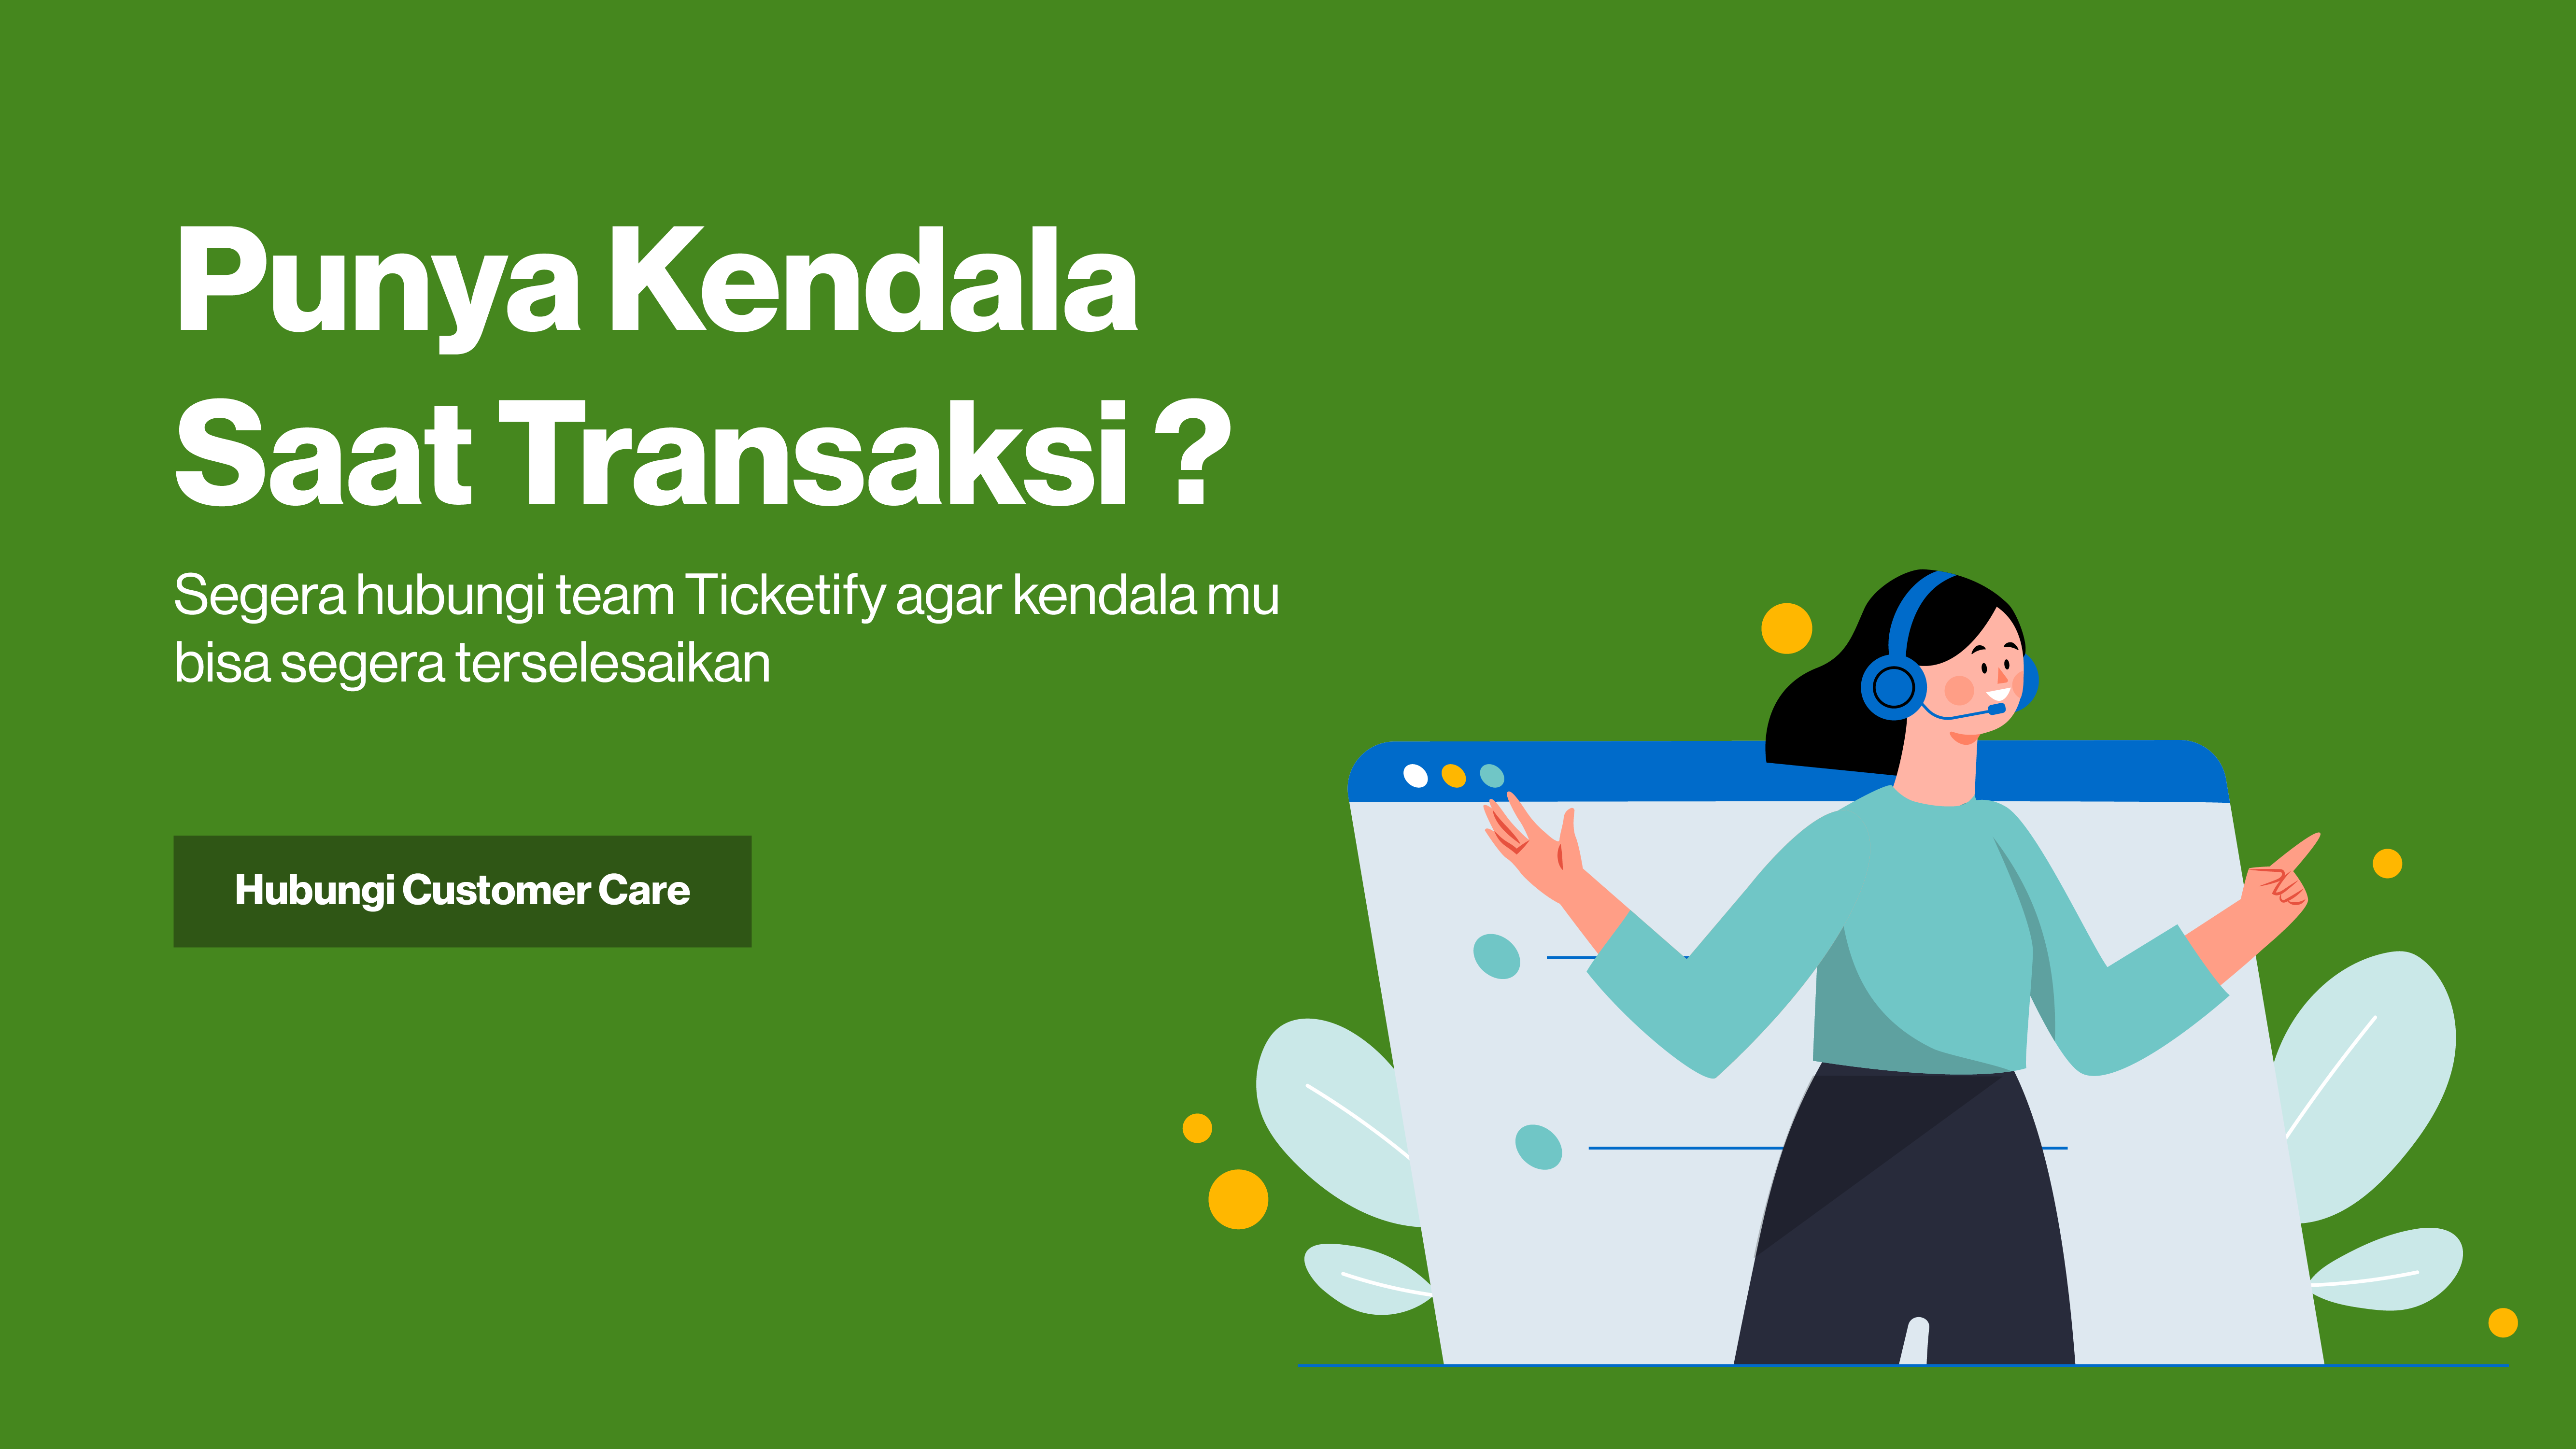 Punya Kendala
Saat Transaksi ?
Segera hubungi team Ticketify agar kendala mu
bisa segera terselesaikan
Hubungi Customer Care